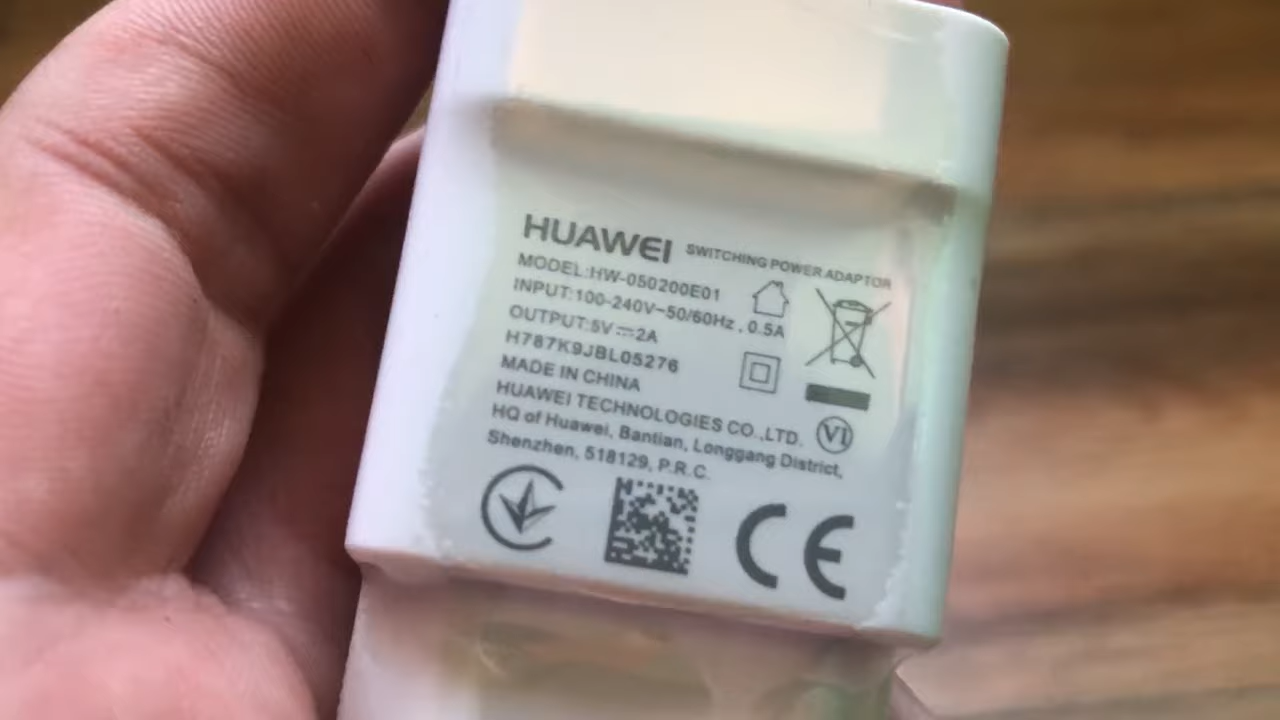 HUAWEI SWITCHING POWER ADAPTOR
MODEL:HW-050200E01
INPUT:100-240V~50/60Hz , 0.5A
OUTPUT:5V⎓2A
H787K9JBL05276
MADE IN CHINA
HUAWEI TECHNOLOGIES CO.,LTD.
VI
HQ of Huawei, Bantian, Longgang District,
Shenzhen, 518129, P.R.C.
CE